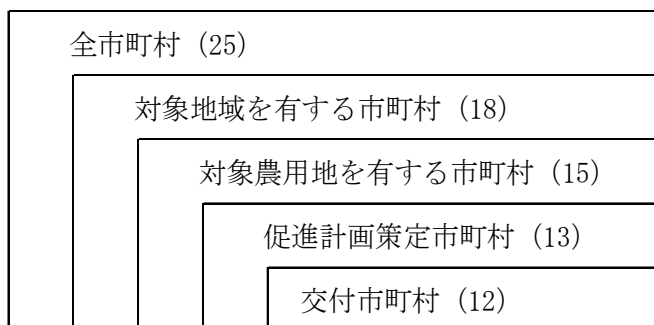 全市町村（25）
対象地域を有する市町村（18）
対象農用地を有する市町村（15）
促進計画策定市町村（13）
交付市町村（12）